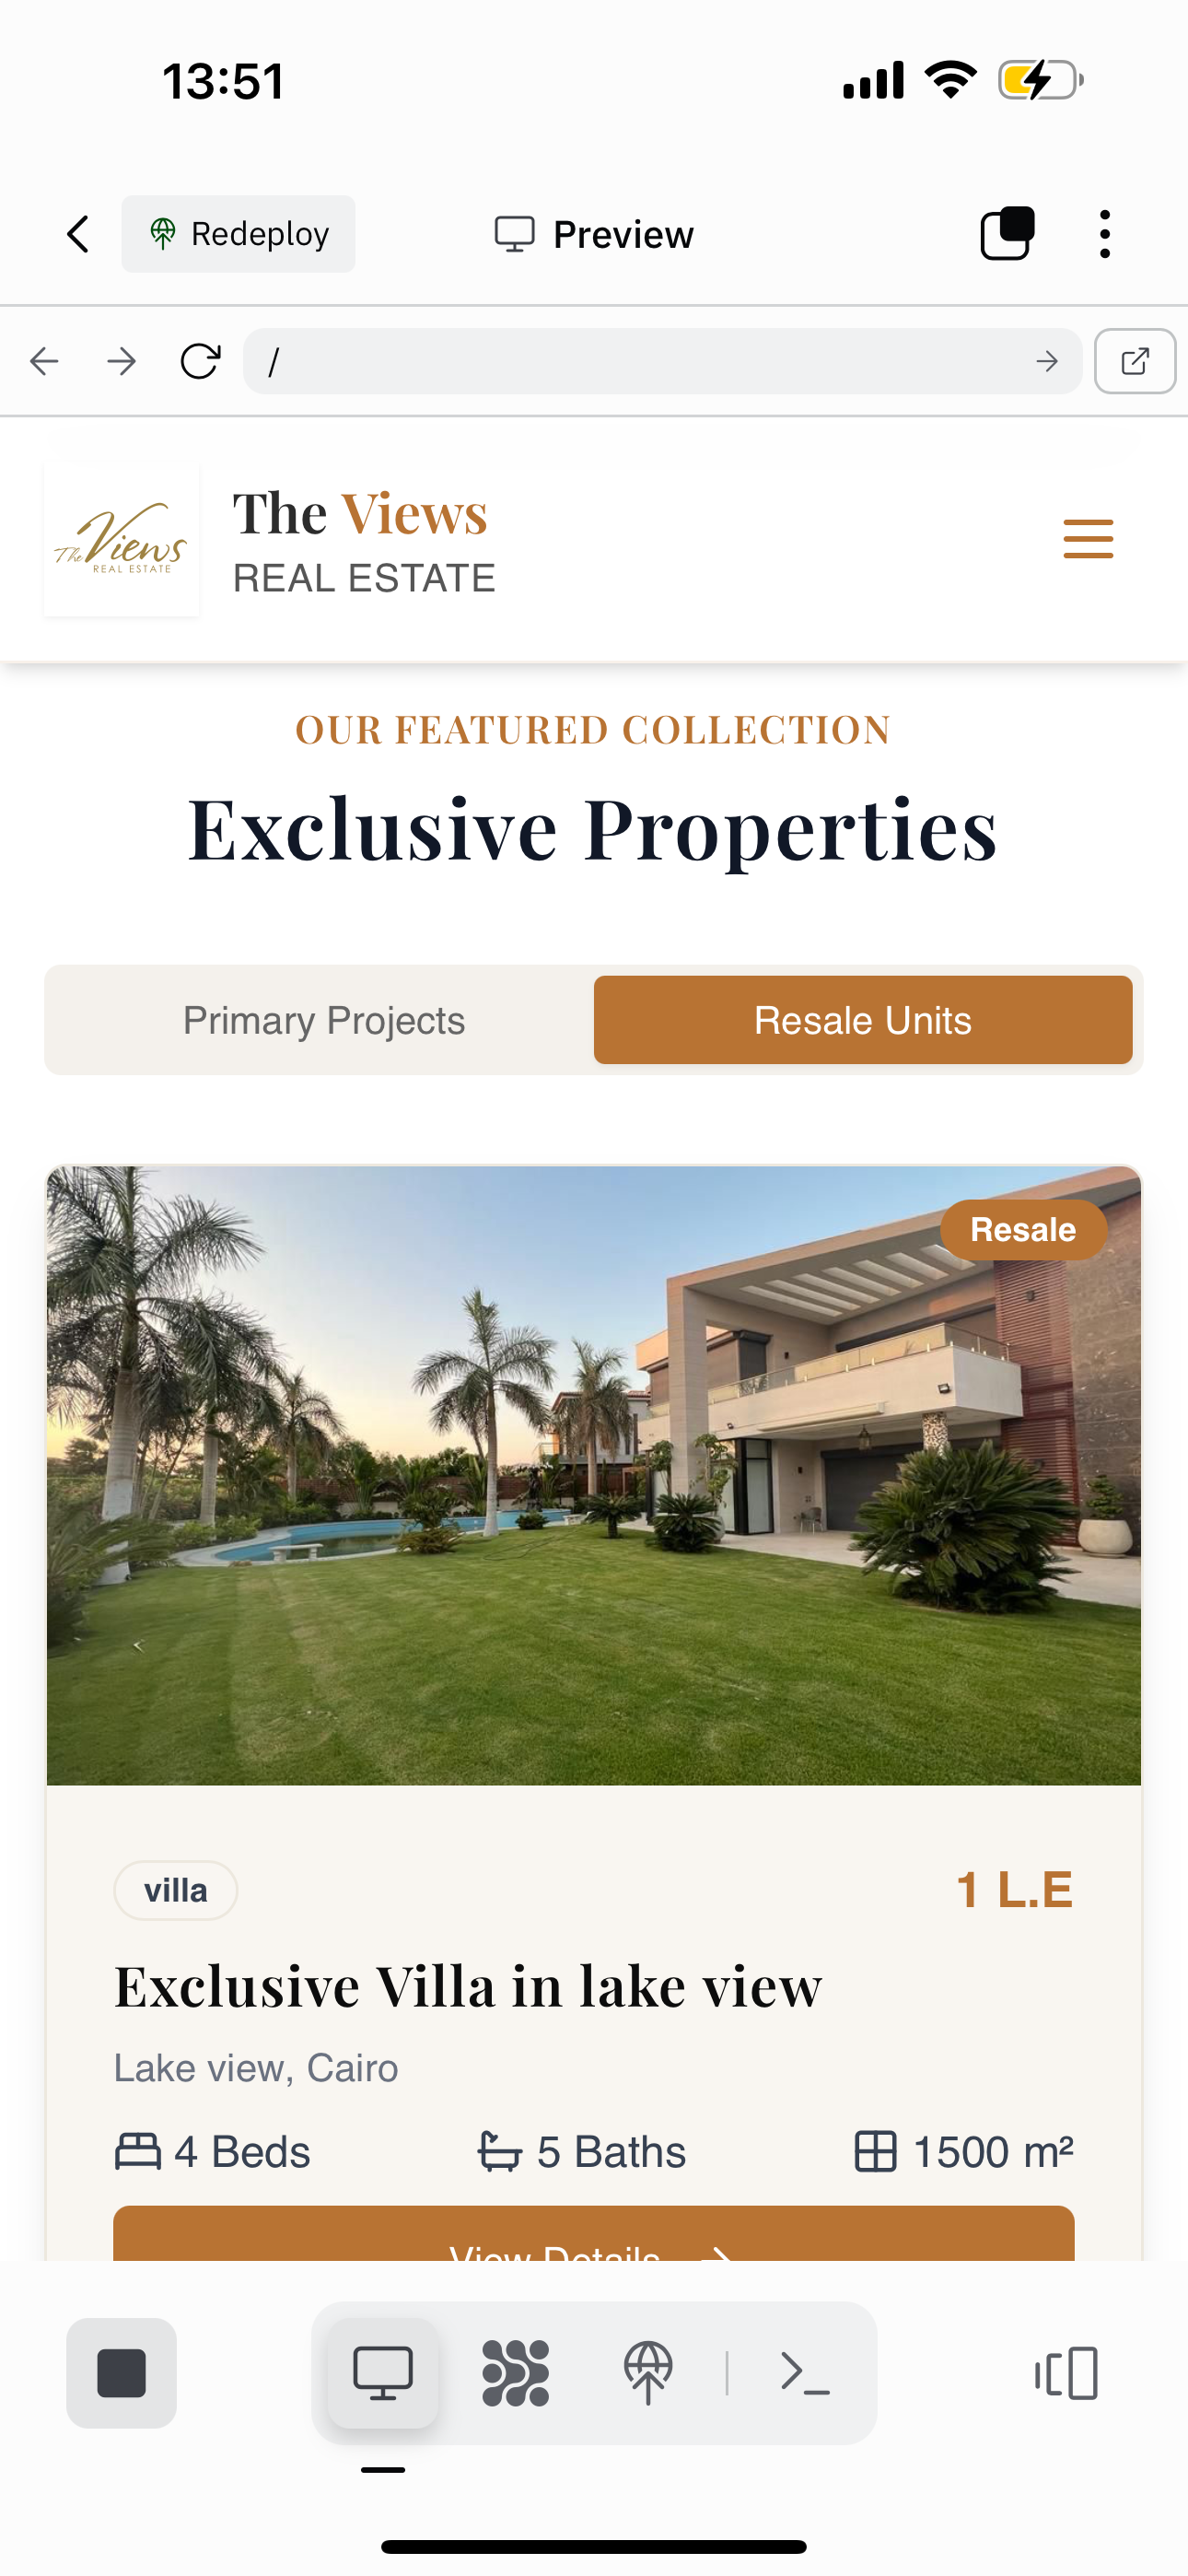 13:51
Redeploy
Preview
/
The Views
REAL ESTATE
The Views
REAL ESTATE
OUR FEATURED COLLECTION
Exclusive Properties
Primary Projects
Resale Units
Resale
villa
1 L.E
Exclusive Villa in lake view
Lake view, Cairo
4 Beds
5 Baths
1500 m²
View Details